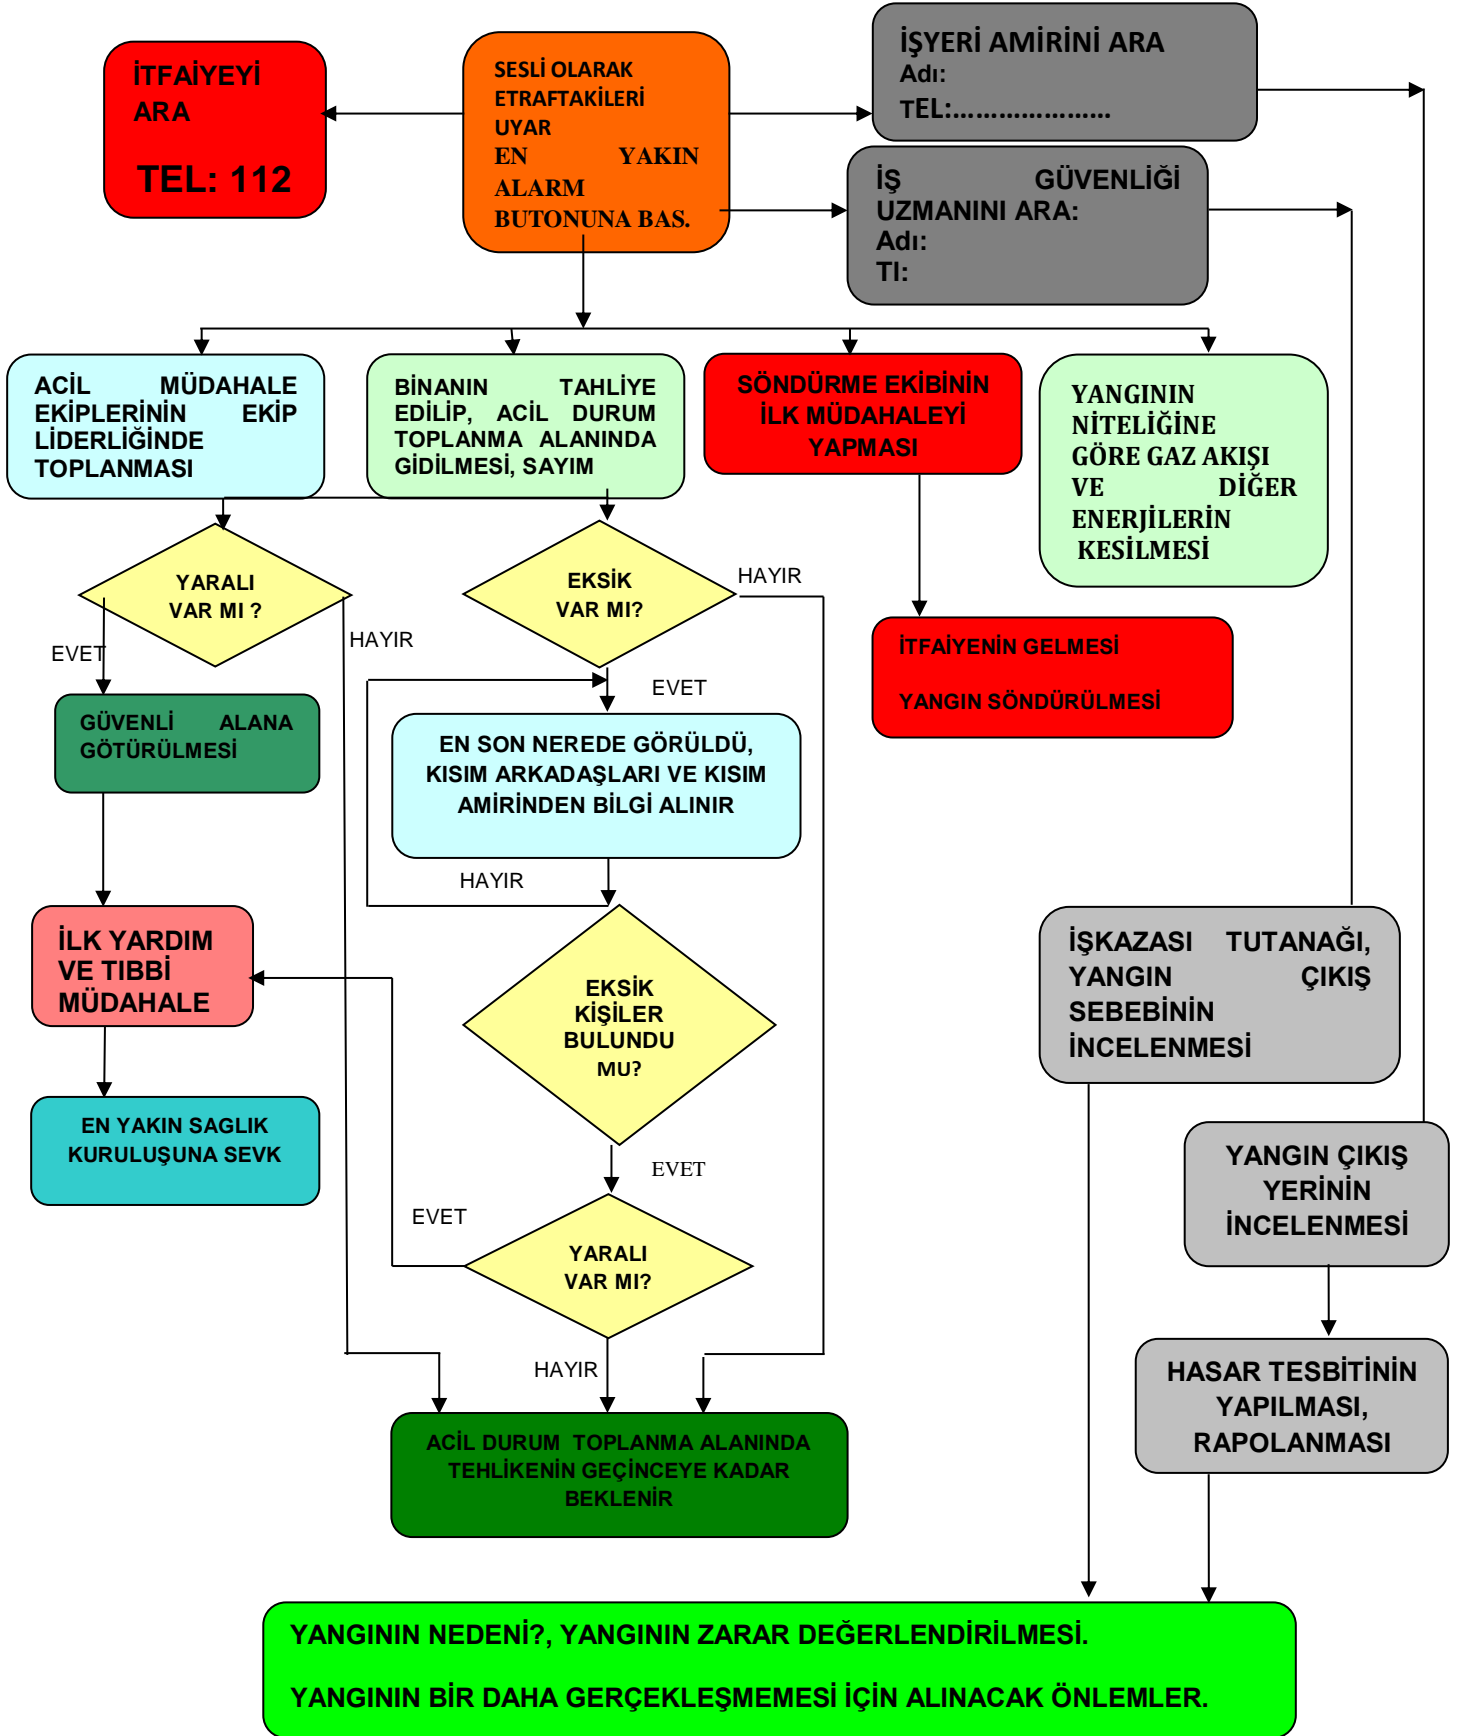 İTFAİYEYİ
ARA
TEL: 112
SESLİ OLARAK
ETRAFTAKİLERİ
UYAR
EN YAKIN
ALARM
BUTONUNA BAS.
İŞYERİ AMİRİNİ ARA
Adı:
TEL:....................
İŞ GÜVENLİĞİ
UZMANINI ARA:
Adı:
Tl:
ACİL MÜDAHALE
EKİPLERİNİN EKİP
LİDERLİĞİNDE
TOPLANMASI
BİNANIN TAHLİYE
EDİLİP, ACİL DURUM
TOPLANMA ALANINDA
GİDİLMESİ, SAYIM
SÖNDÜRME EKİBİNİN
İLK MÜDAHALEYİ
YAPMASI
YANGININ
NİTELİĞİNE
GÖRE GAZ AKIŞI
VE DİĞER
ENERJİLERİN
KESİLMESİ
YARALI
VAR MI ?
EKSİK
VAR MI?
HAYIR
HAYIR
EVET
EVET
İTFAİYENİN GELMESİ
YANGIN SÖNDÜRÜLMESİ
GÜVENLİ ALANA
GÖTÜRÜLMESİ
EN SON NEREDE GÖRÜLDÜ,
KISIM ARKADAŞLARI VE KISIM
AMİRİNDEN BİLGİ ALINIR
HAYIR
İLK YARDIM
VE TIBBİ
MÜDAHALE
EKSİK
KİŞİLER
BULUNDU
MU?
İŞKAZASI TUTANAĞI,
YANGIN ÇIKIŞ
SEBEBİNİN
İNCELENMESİ
EN YAKIN SAGLIK
KURULUŞUNA SEVK
EVET
YANGIN ÇIKIŞ
YERİNİN
İNCELENMESİ
EVET
YARALI
VAR MI?
HAYIR
HASAR TESBİTİNİN
YAPILMASI,
RAPOLANMASI
ACİL DURUM TOPLANMA ALANINDA
TEHLİKENİN GEÇİNCEYE KADAR
BEKLENİR
YANGININ NEDENİ?, YANGININ ZARAR DEĞERLENDİRİLMESİ.
YANGININ BİR DAHA GERÇEKLEŞMEMESİ İÇİN ALINACAK ÖNLEMLER.